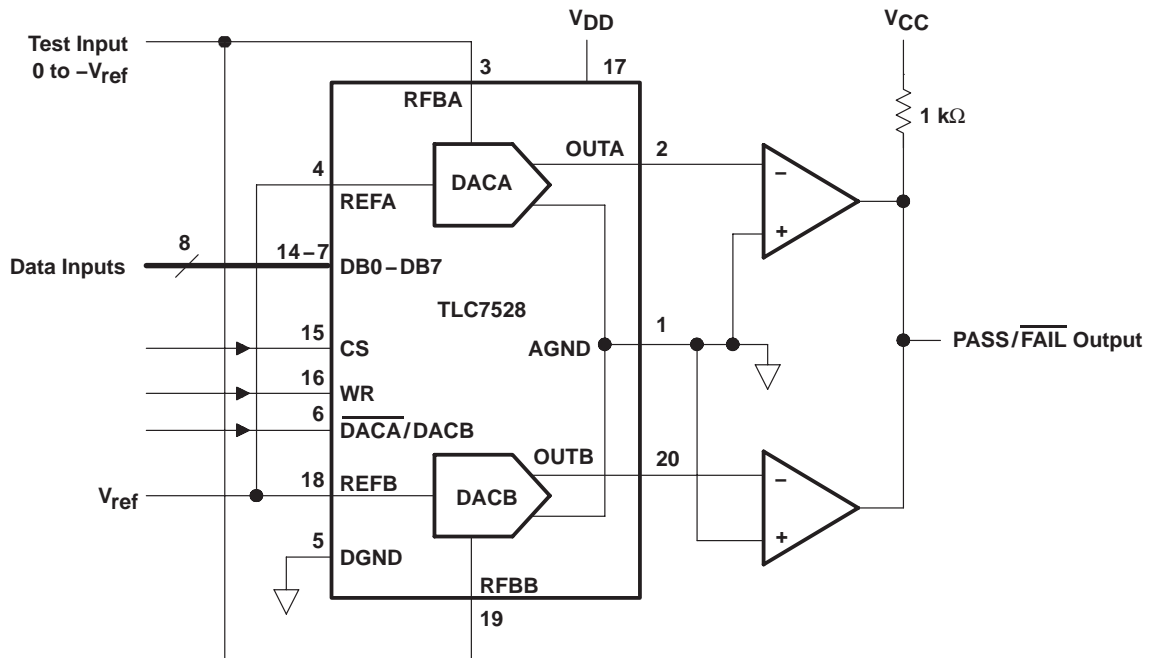 Test Input
0 to –Vref
VDD
VCC
3
17
RFBA
1 kΩ
OUTA
2
DACA
4
REFA
–
+
8
14–7
Data Inputs
DB0–DB7
TLC7528
15
CS
1
AGND
PASS/FAIL Output
16
WR
6
DACA/DACB
OUTB
20
18
REFB
DACB
Vref
–
+
5
DGND
RFBB
19